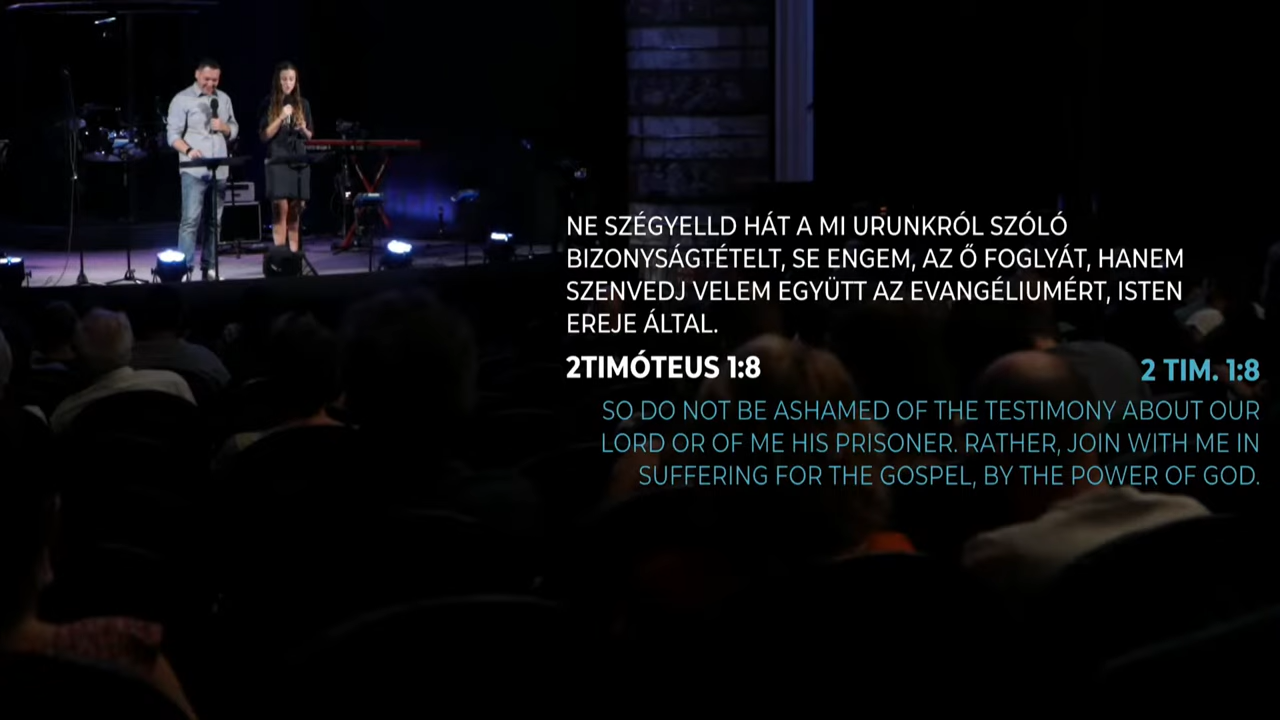 NE SZÉGYELLD HÁT A MI URUNKRÓL SZÓLÓ
BIZONYSÁGTÉTELT, SE ENGEM, AZ Ő FOGLYÁT, HANEM
SZENVEDJ VELEM EGYÜTT AZ EVANGÉLIUMÉRT, ISTEN
EREJE ÁLTAL.
2TIMÓTEUS 1:8
2 TIM. 1:8
SO DO NOT BE ASHAMED OF THE TESTIMONY ABOUT OUR
LORD OR OF ME HIS PRISONER. RATHER, JOIN WITH ME IN
SUFFERING FOR THE GOSPEL, BY THE POWER OF GOD.